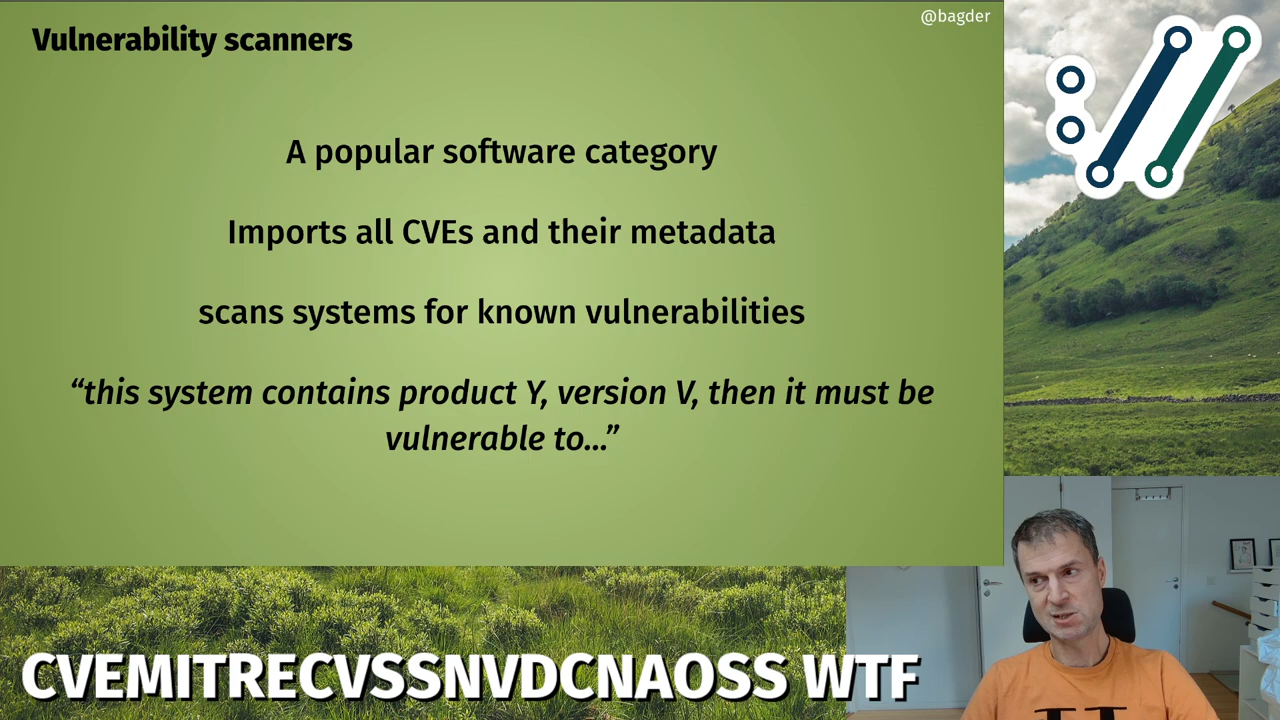 @bagder
Vulnerability scanners
A popular software category
Imports all CVEs and their metadata
scans systems for known vulnerabilities
“this system contains product Y, version V, then it must be
vulnerable to...”
CVEMITRECVSSNVDCNAOSS WTF